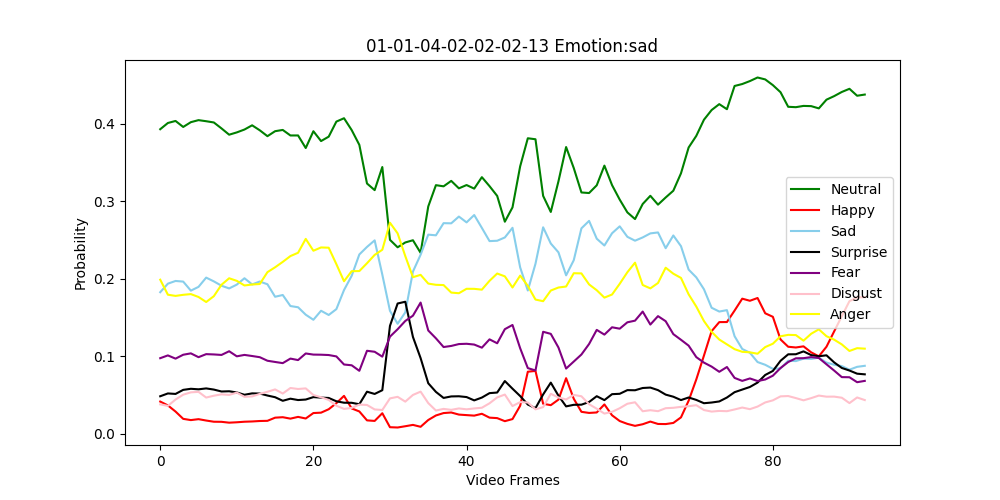 01-01-04-02-02-02-13 Emotion:sad
Probability
0.4
0.3
0.2
0.1
0.0
Neutral
Happy
Sad
Surprise
Fear
Disgust
Anger
0 20 40 60 80
Video Frames